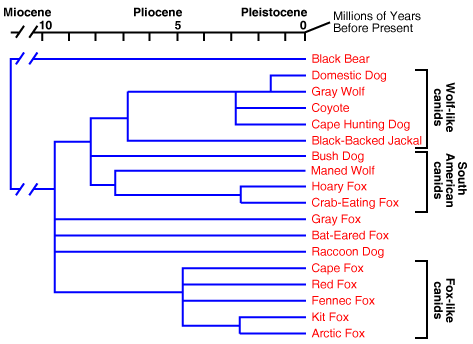 Miocene Pliocene Pleistocene
10 5 0
Millions of Years
Before Present
Black Bear
Domestic Dog
Gray Wolf
Coyote
Cape Hunting Dog
Black-Backed Jackal
Wolf-like
canids
Bush Dog
Maned Wolf
Hoary Fox
Crab-Eating Fox
South
American
canids
Gray Fox
Bat-Eared Fox
Raccoon Dog
Cape Fox
Red Fox
Fennec Fox
Kit Fox
Arctic Fox
Fox-like
canids